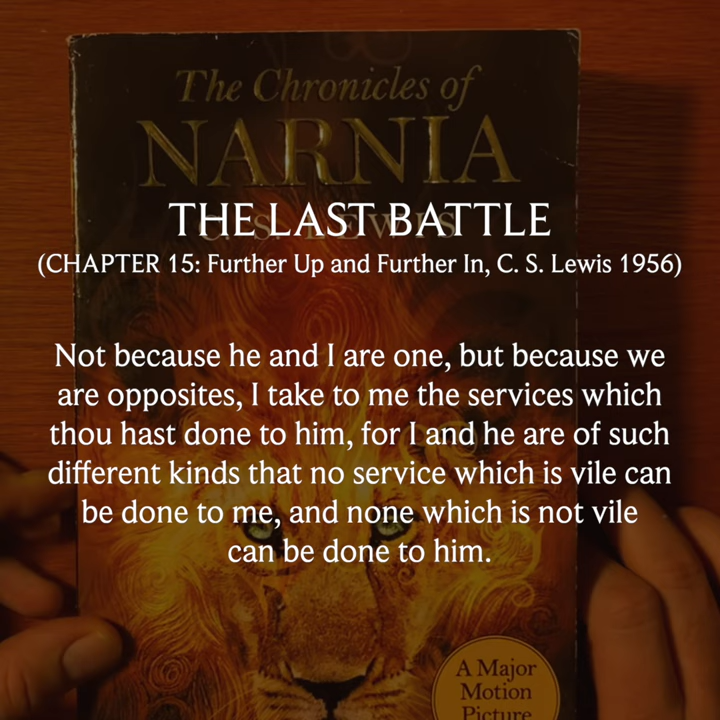 The Chronicles of
NARNIA
C. S. LEWIS
THE LAST BATTLE
(CHAPTER 15: Further Up and Further In, C. S. Lewis 1956)
Not because he and I are one, but because we
are opposites, I take to me the services which
thou hast done to him, for I and he are of such
different kinds that no service which is vile can
be done to me, and none which is not vile
can be done to him.
A Major
Motion
Picture